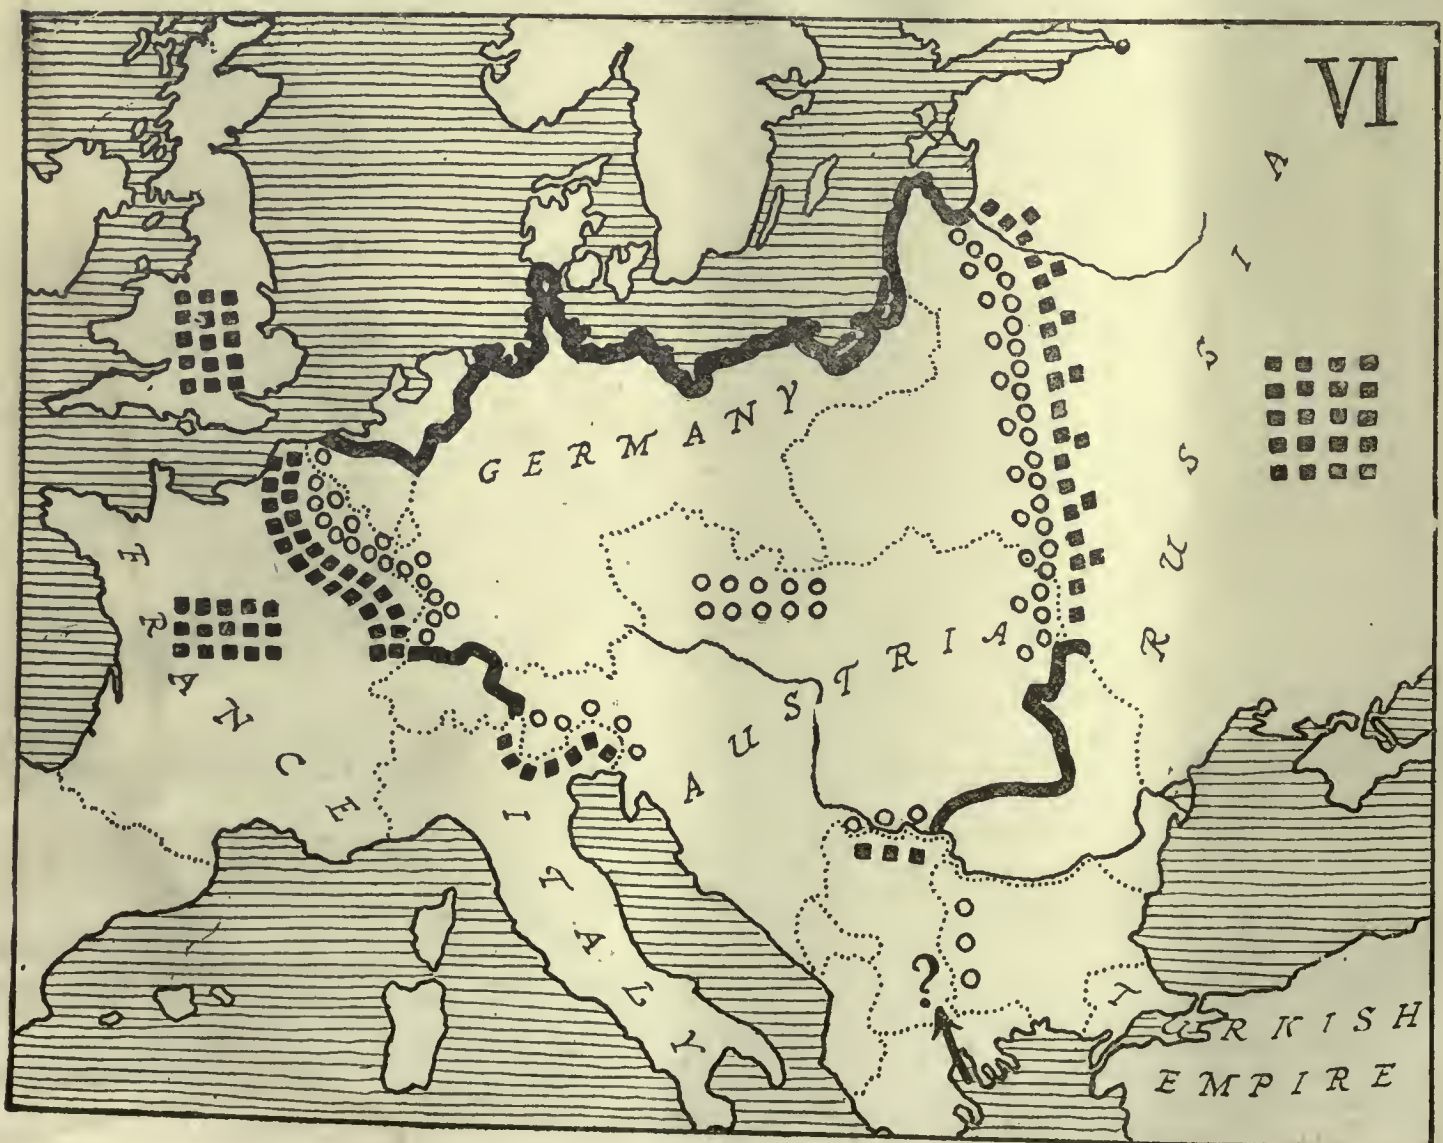 VI
RUSSIA
GERMANY
FRANCE
AUSTRIA
ITALY
?
TURKISH
EMPIRE